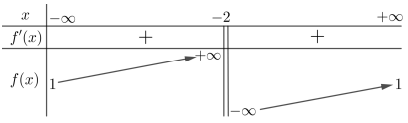 x −∞ −2 +∞
f′(x) + +
+∞
f(x) 1 1
−∞